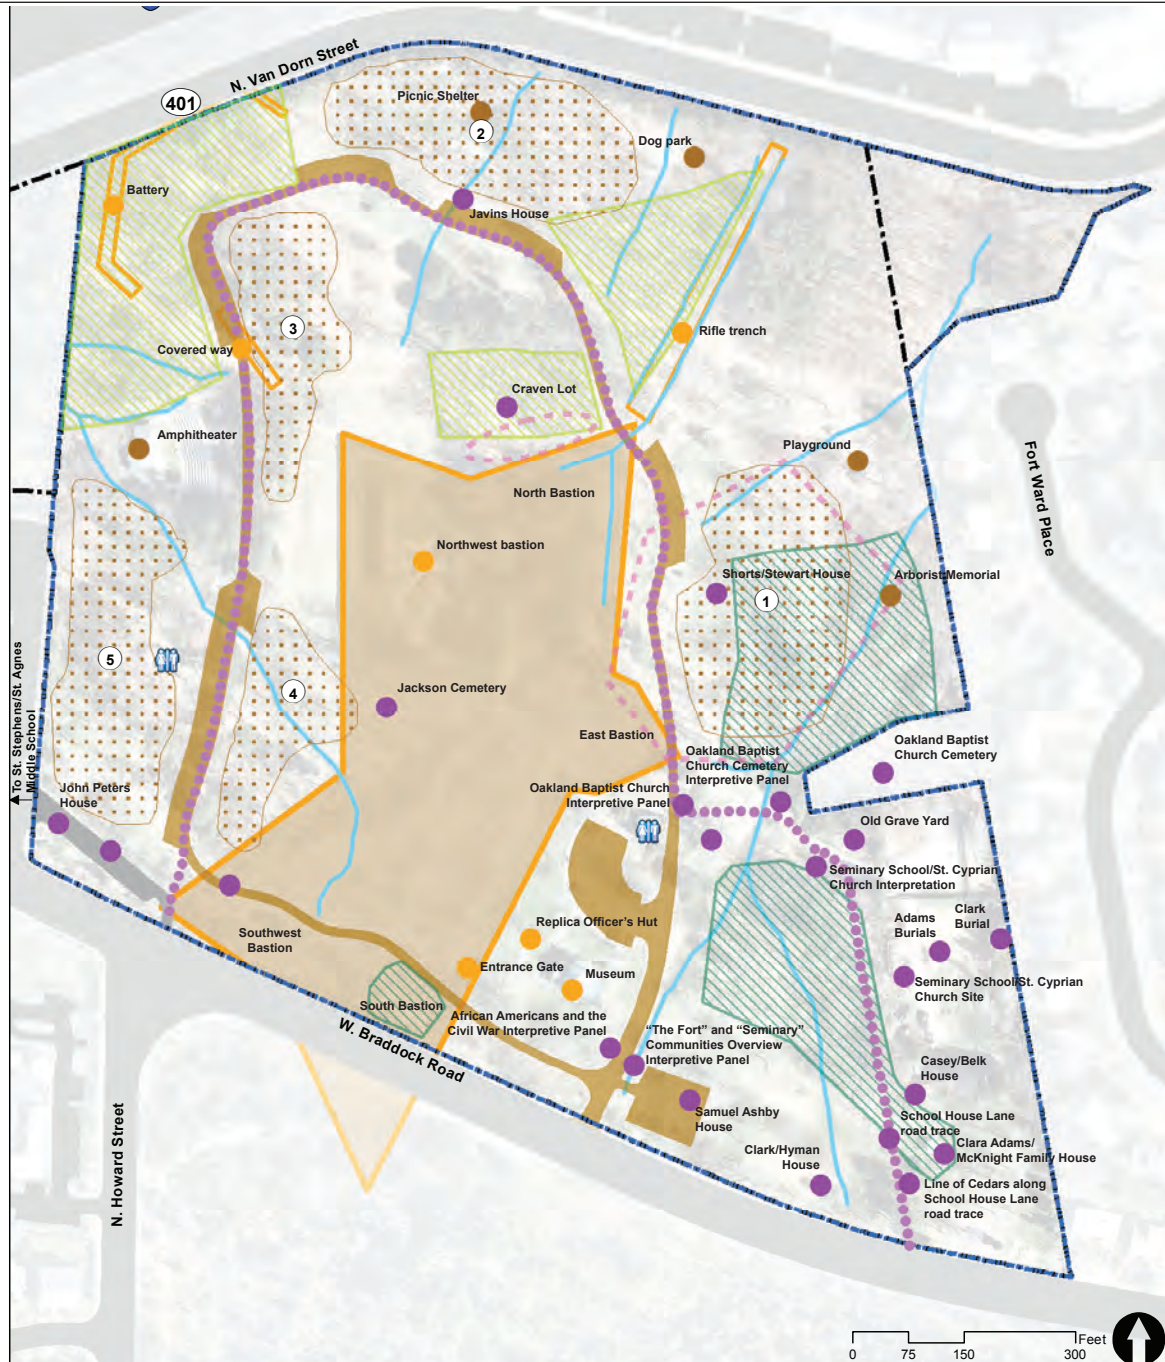 N. Van Dorn Street
401
Picnic Shelter
2
Dog park
Battery
Javins House
3
Rifle trench
Covered way
Craven Lot
Amphitheater
Playground
North Bastion
Fort Ward Place
Northwest bastion
Shorts/Stewart House
Arborist Memorial
1
5
4
Jackson Cemetery
To St. Stephens/St. Agnes
Middle School
East Bastion
Oakland Baptist
Church Cemetery
Interpretive Panel
Oakland Baptist
Church Cemetery
John Peters
House
Oakland Baptist Church
Interpretive Panel
Old Grave Yard
Seminary School/St. Cyprian
Church Interpretation
Clark
Burial
Adams
Burials
Replica Officer's Hut
Southwest
Bastion
Entrance Gate
Museum
Seminary School/St. Cyprian
Church Site
South Bastion
African Americans and the
Civil War Interpretive Panel
W. Braddock Road
“The Fort” and “Seminary”
Communities Overview
Interpretive Panel
Casey/Belk
House
Samuel Ashby
House
School House Lane
road trace
Clara Adams/
McKnight Family House
Clark/Hyman
House
Line of Cedars along
School House Lane
road trace
N. Howard Street
Feet
0 75 150 300